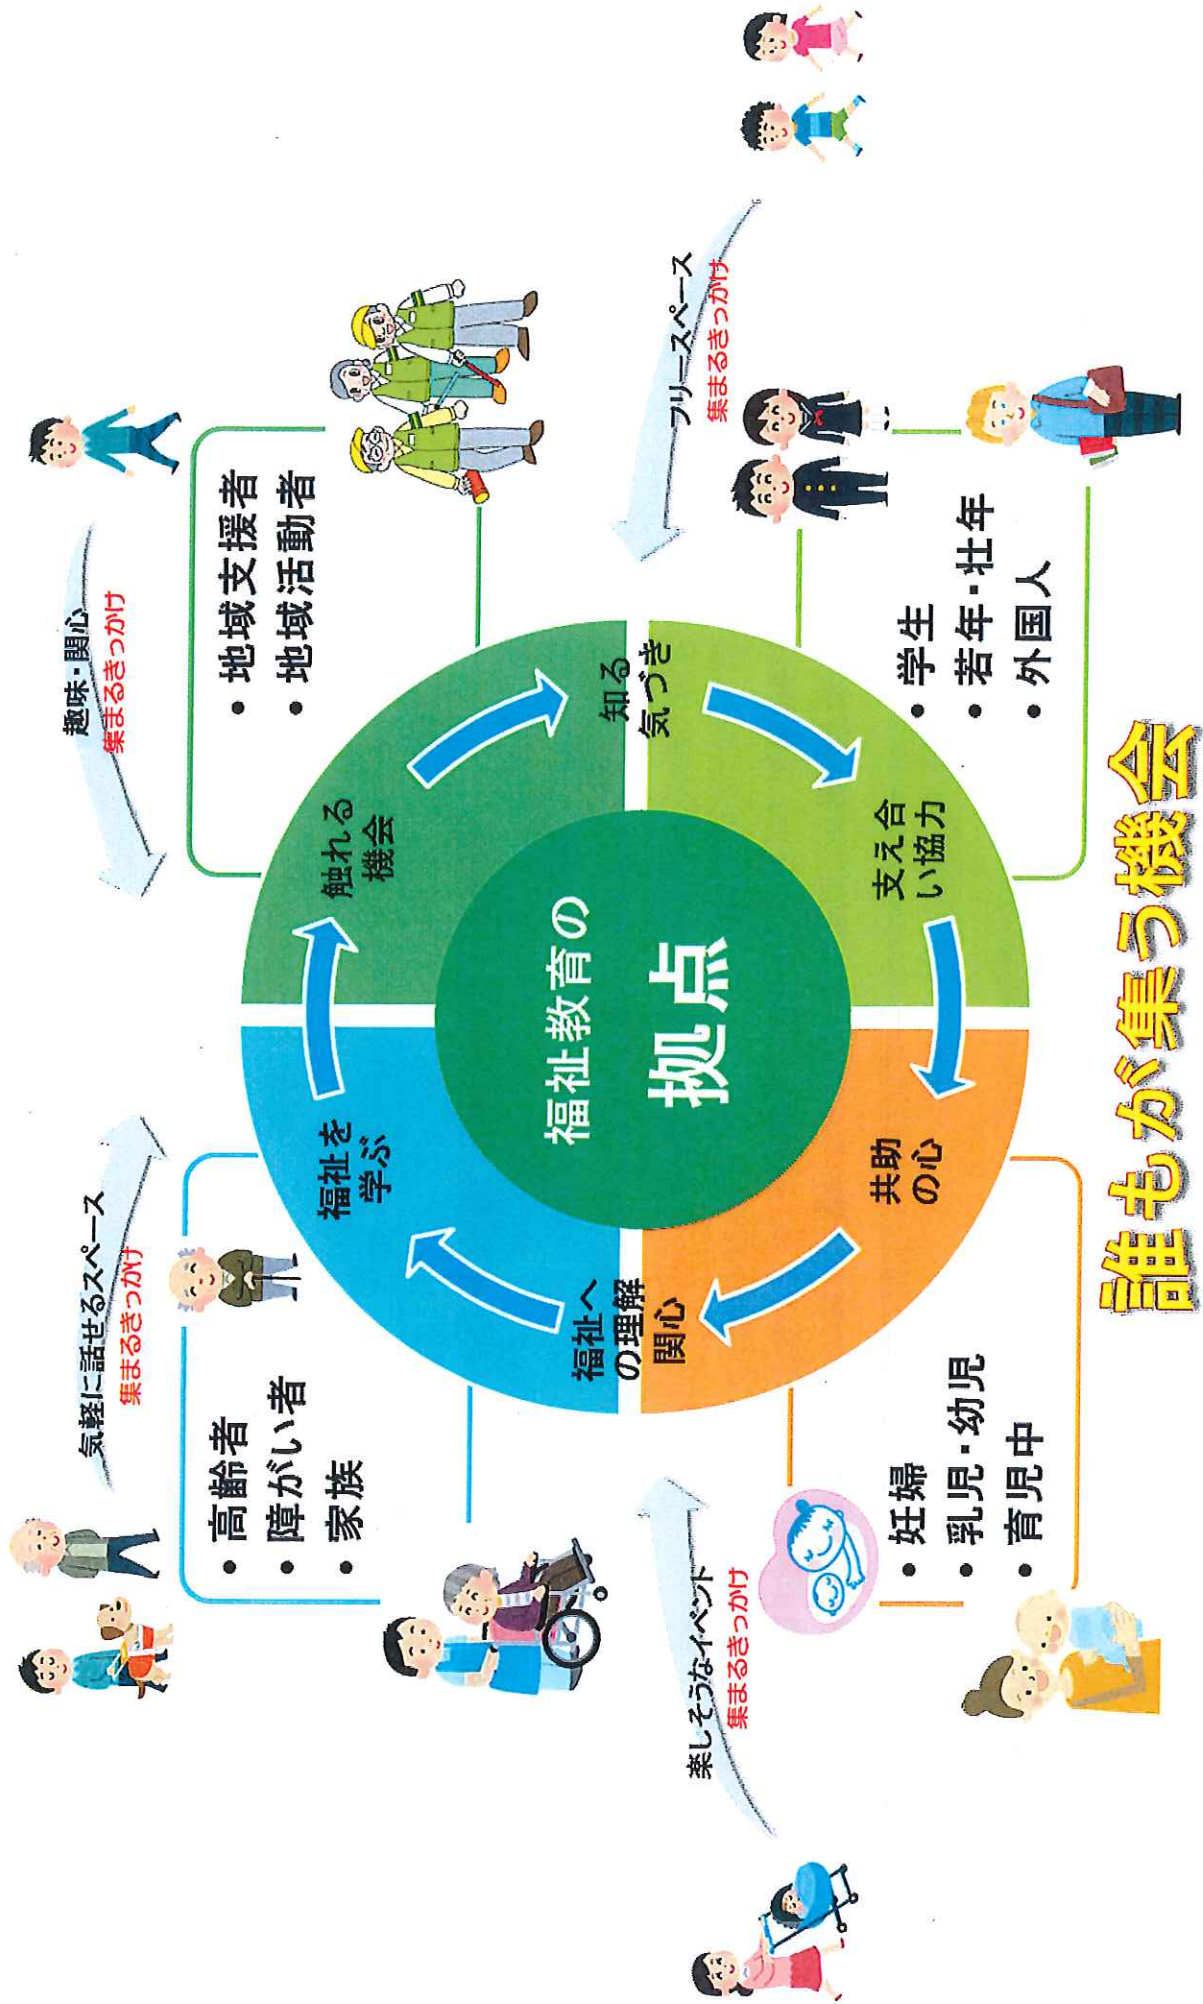 気軽に話せるスペース
集まるきっかけ
趣味・関心
集まるきっかけ
• 高齢者
• 障がい者
• 家族
• 地域支援者
• 地域活動者
福祉を
学ぶ
触れる
機会
福祉へ
の理解
関心
知る
気づき
福祉教育の
拠点
共助
の心
支え合
い協力
楽しそうなイベント
集まるきっかけ
フリースペース
集まるきっかけ
• 妊婦
• 乳児・幼児
• 育児中
• 学生
• 若年・壮年
• 外国人
誰もが集う機会